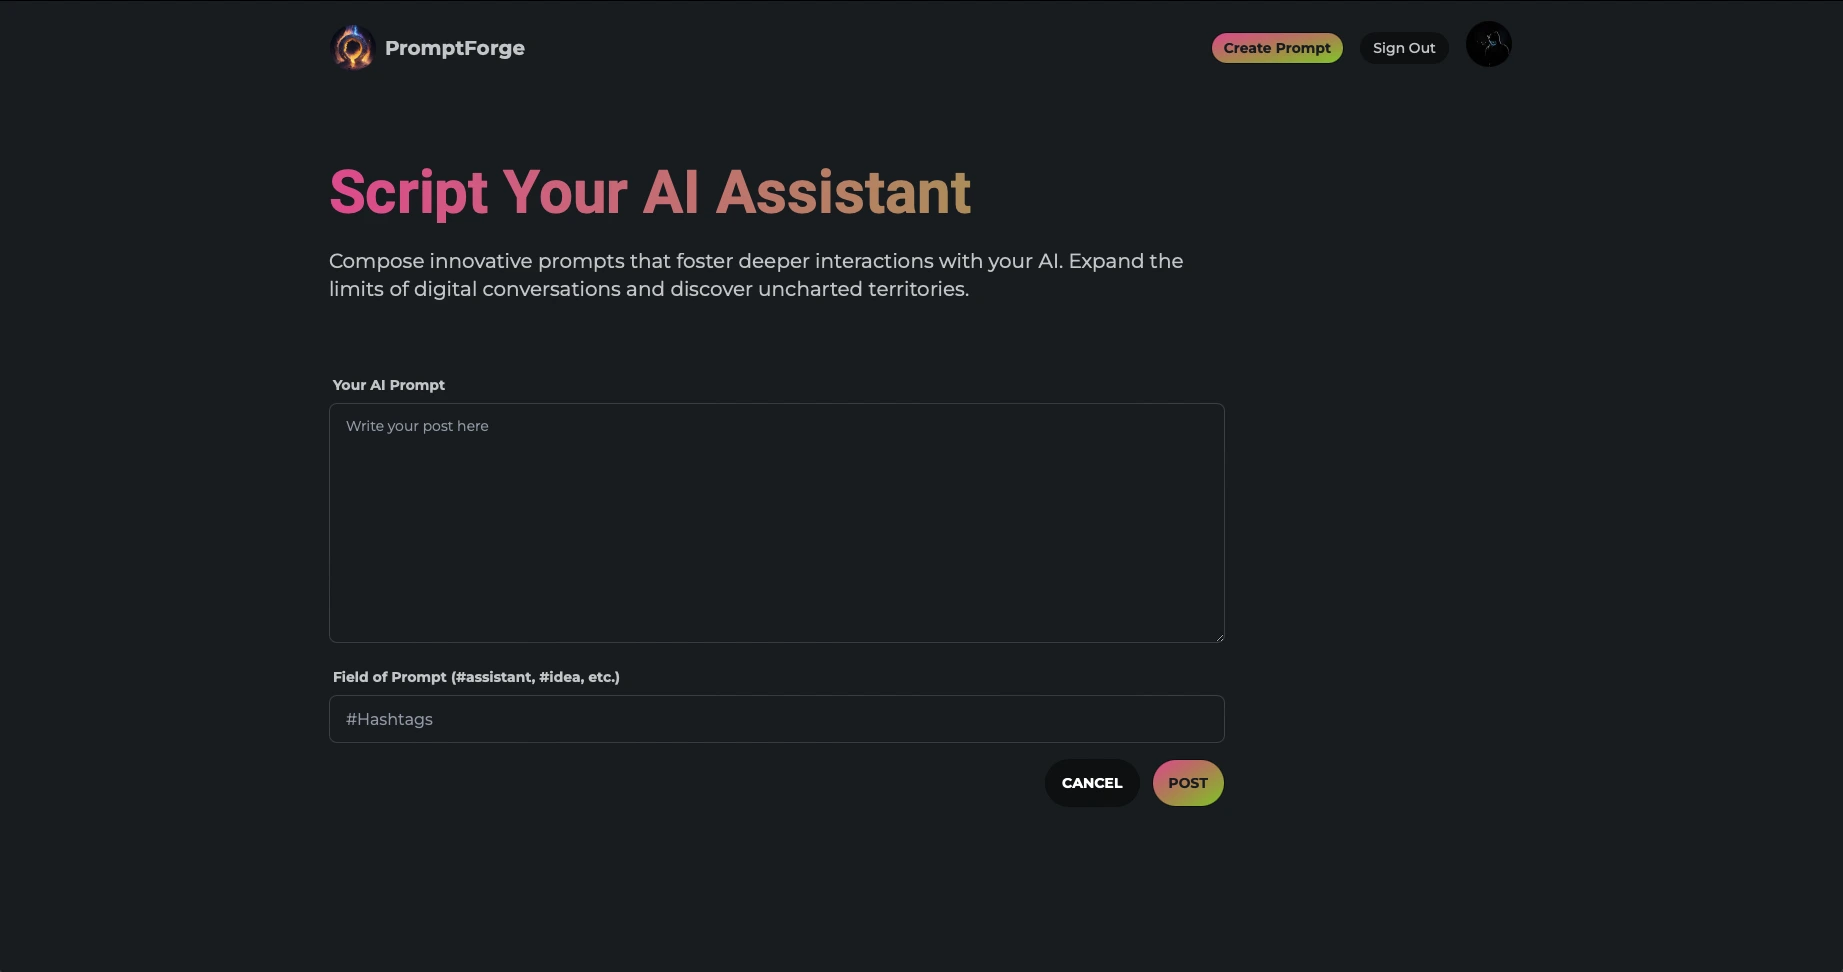 PromptForge
Create Prompt
Sign Out
Script Your AI Assistant
Compose innovative prompts that foster deeper interactions with your AI. Expand the
limits of digital conversations and discover uncharted territories.
Your AI Prompt
Write your post here
Field of Prompt (#assistant, #idea, etc.)
#Hashtags
CANCEL
POST